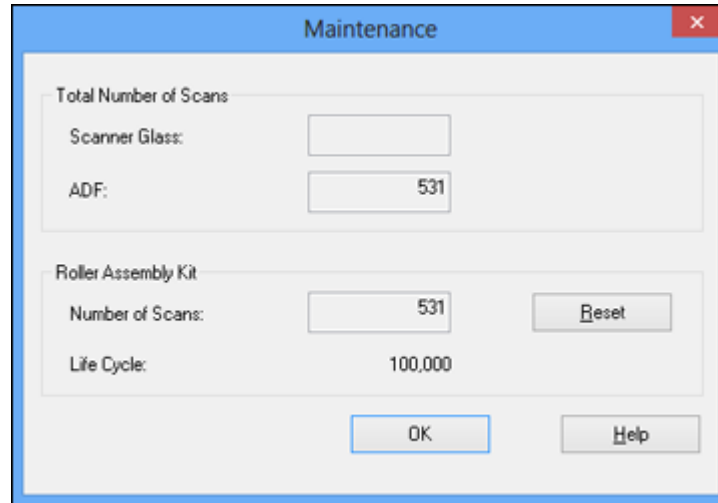 Maintenance
Total Number of Scans
Scanner Glass:
ADF: 531
Roller Assembly Kit
Number of Scans: 531 Reset
Life Cycle: 100,000
OK Help